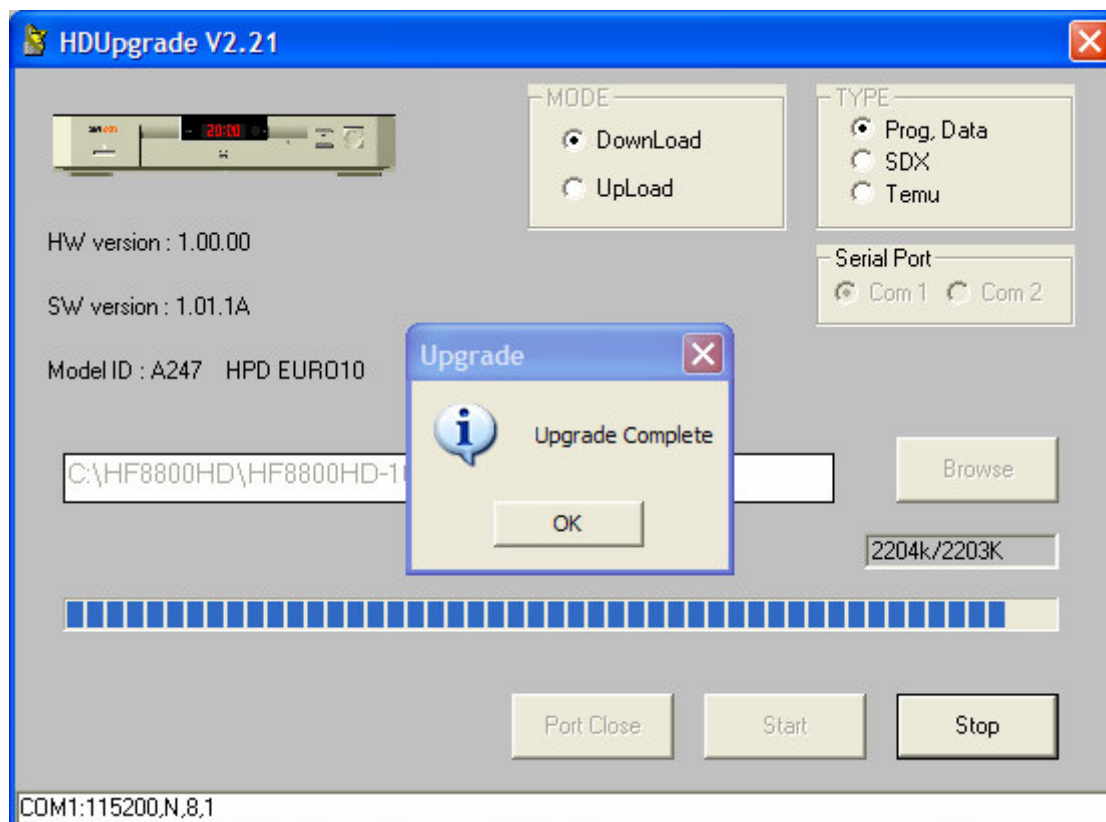 HDUpgrade V2.21
MODE
DownLoad
UpLoad
TYPE
Prog, Data
SDX
Temu
20:00
HW version : 1.00.00
SW version : 1.01.1A
Model ID : A247 HPD EURO10
Serial Port
Com 1 Com 2
Upgrade
Upgrade Complete
OK
C:\HF8800HD\HF8800HD-1
Browse
2204k/2203K
Port Close
Start
Stop
COM1:115200,N,8,1